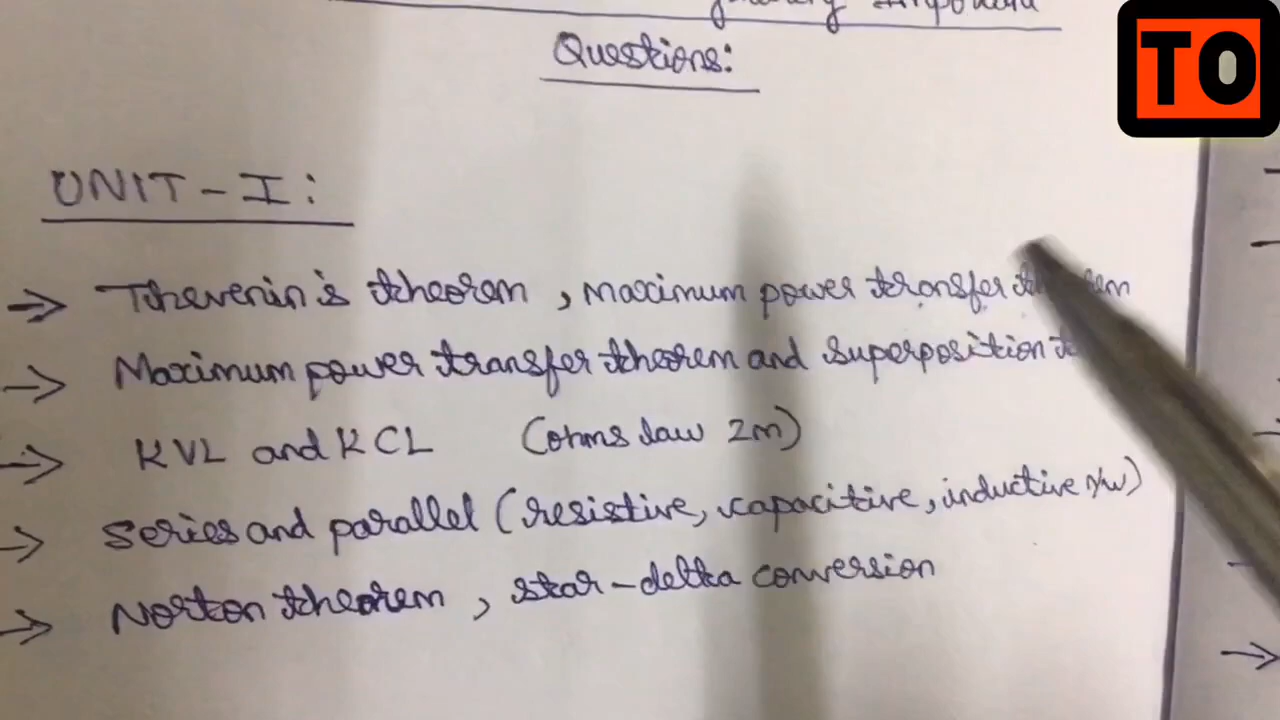 Questions:
TO
UNIT-I:
→ Thevenin's theorem, Maximum power transfer theorem
→ Maximum power transfer theorem and superposition
→ KVL and KCL (ohms law 2m)
→ series and parallel (resistive, capacitive, inductive n/w)
→ Norton theorem, star-delta conversion